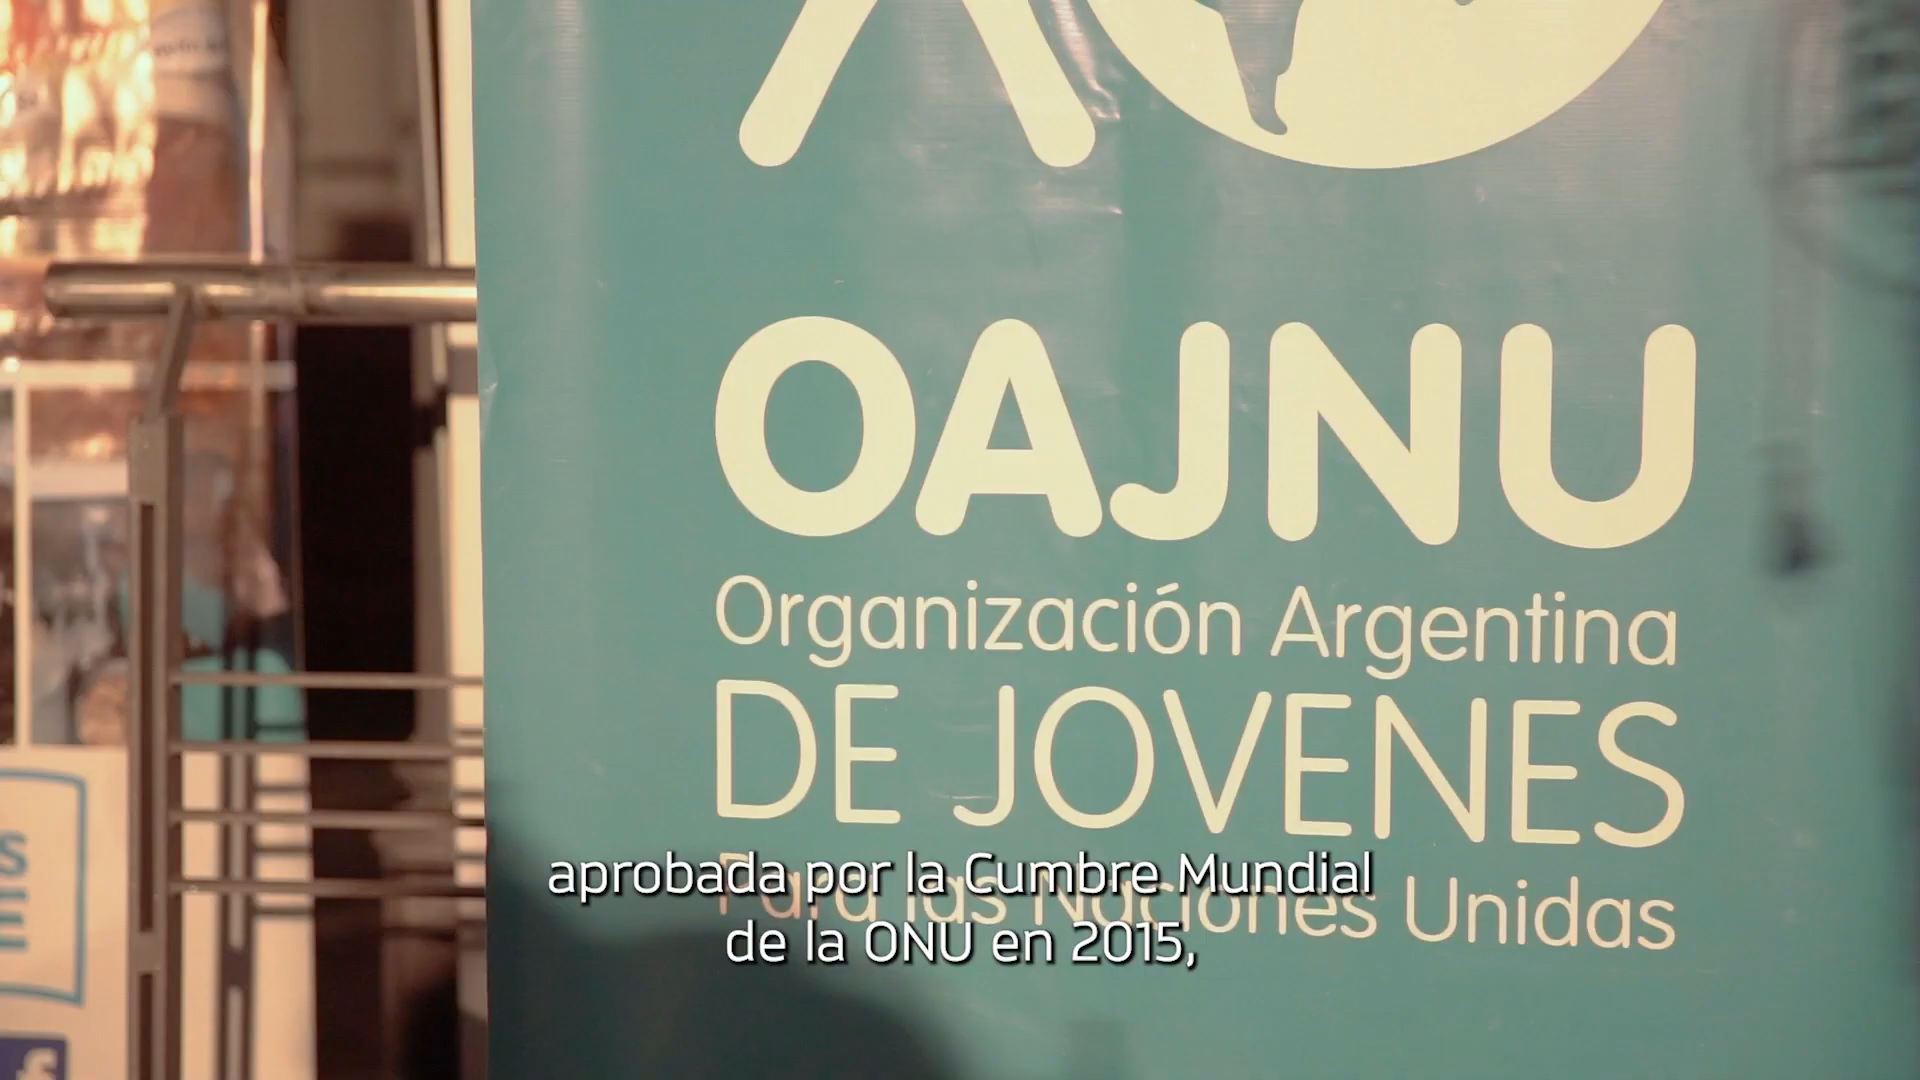 OAJNU
Organización Argentina
DE JOVENES
Para las Naciones Unidas
aprobada por la Cumbre Mundial
de la ONU en 2015,